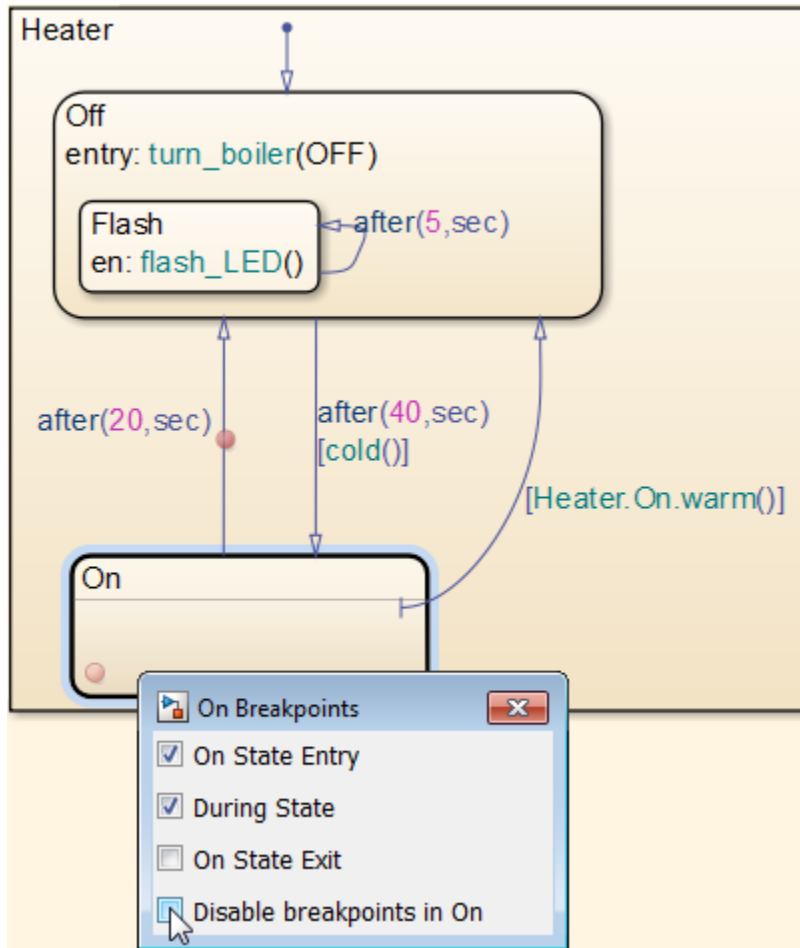 Heater
Off
entry: turn_boiler(OFF)
Flash
en: flash_LED()
after(5,sec)
after(20,sec)
after(40,sec)
[cold()]
[Heater.On.warm()]
On
On Breakpoints
On State Entry
During State
On State Exit
Disable breakpoints in On